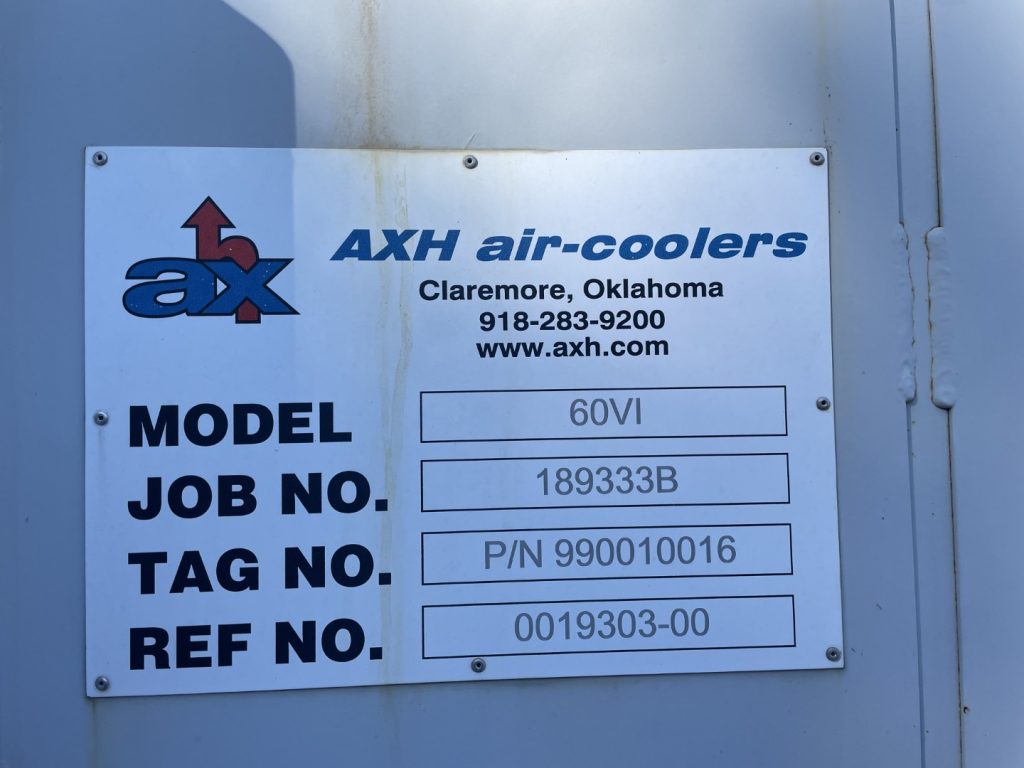 axh
AXH air-coolers
Claremore, Oklahoma
918-283-9200
www.axh.com
MODEL 60VI
JOB NO. 189333B
TAG NO. P/N 990010016
REF NO. 0019303-00